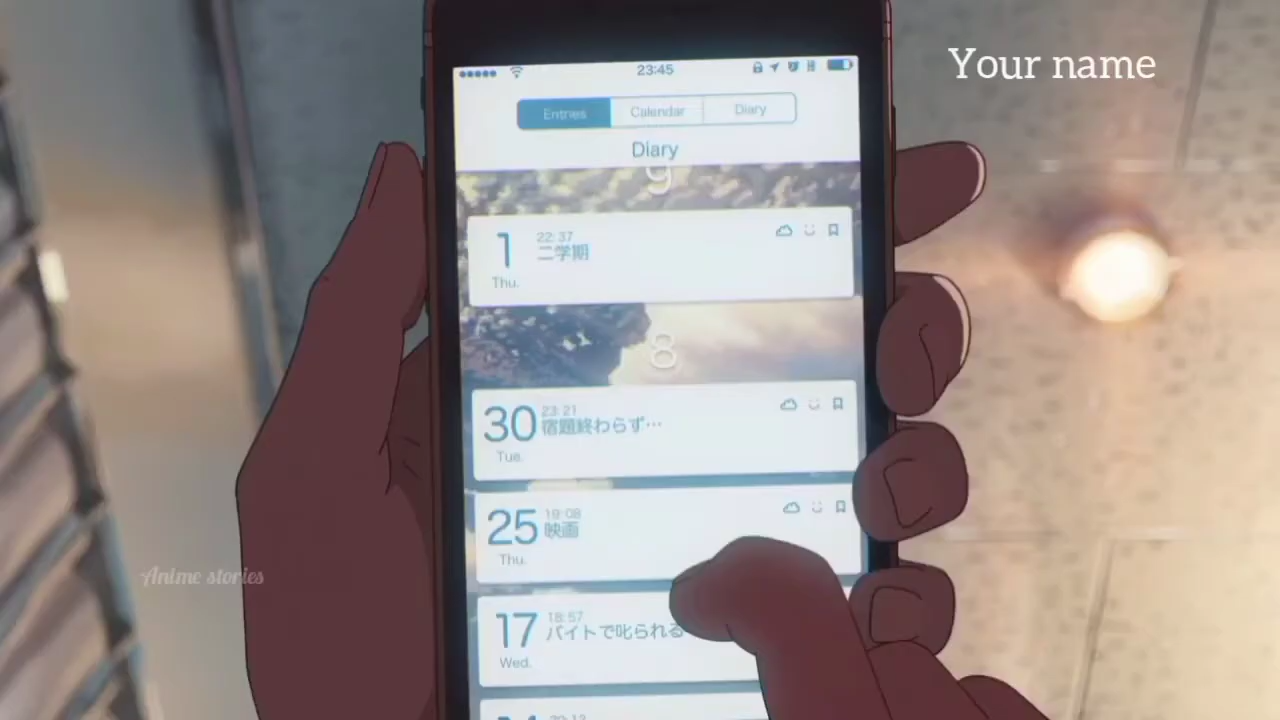 Your name
23:45
Entries Calendar Diary
Diary
9
1 22:37
二学期
Thu.
8
30 23:21
宿題終わらず…
Tue.
25 19:08
映画
Thu.
17 18:57
バイトで叱られる
Wed.
Anime stories